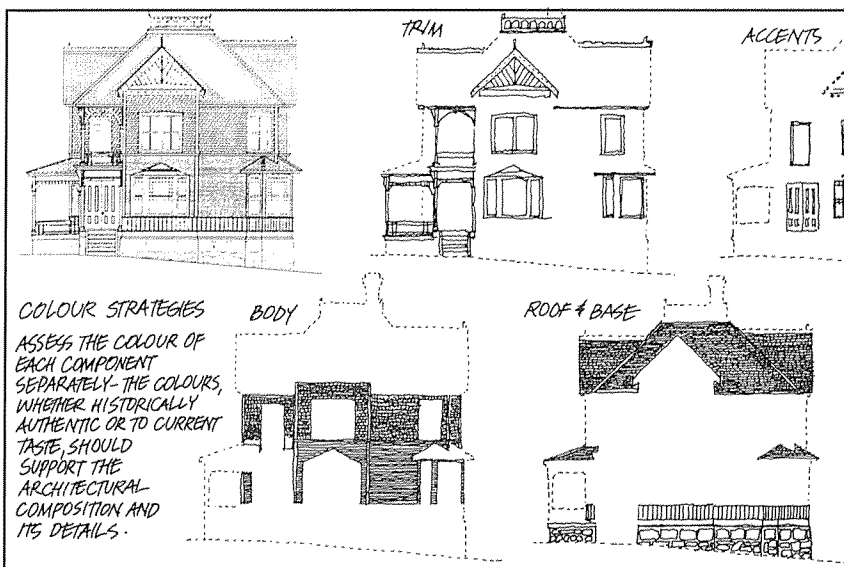 TRIM
ACCENTS
COLOUR STRATEGIES
ASSESS THE COLOUR OF
EACH COMPONENT
SEPARATELY - THE COLOURS,
WHETHER HISTORICALLY
AUTHENTIC OR TO CURRENT
TASTE, SHOULD
SUPPORT THE
ARCHITECTURAL
COMPOSITION AND
ITS DETAILS.
BODY
ROOF & BASE